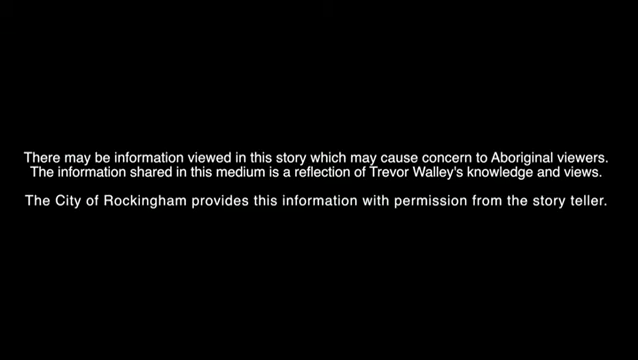 There may be information viewed in this story which may cause concern to Aboriginal viewers.
The information shared in this medium is a reflection of Trevor Walley's knowledge and views.
The City of Rockingham provides this information with permission from the story teller.